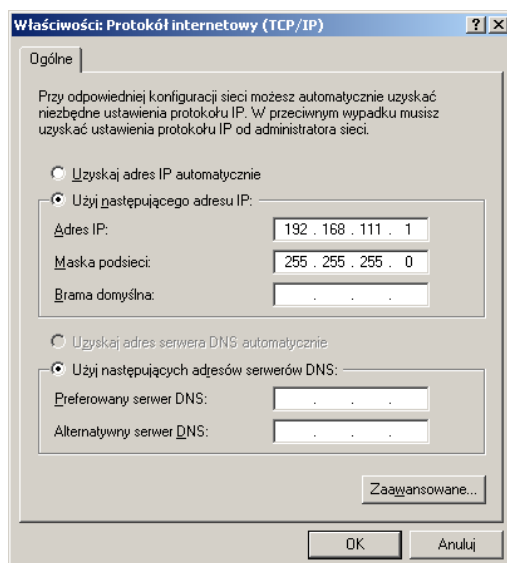 Właściwości: Protokół internetowy (TCP/IP)
Ogólne
Przy odpowiedniej konfiguracji sieci możesz automatycznie uzyskać
niezbędne ustawienia protokołu IP. W przeciwnym wypadku musisz
uzyskać ustawienia protokołu IP od administratora sieci.
Uzyskaj adres IP automatycznie
Użyj następującego adresu IP:
Adres IP: 192 . 168 . 111 . 1
Maska podsieci: 255 . 255 . 255 . 0
Brama domyślna: . . .
Uzyskaj adres serwera DNS automatycznie
Użyj następujących adresów serwerów DNS:
Preferowany serwer DNS: . . .
Alternatywny serwer DNS: . . .
Zaawansowane...
OK Anuluj